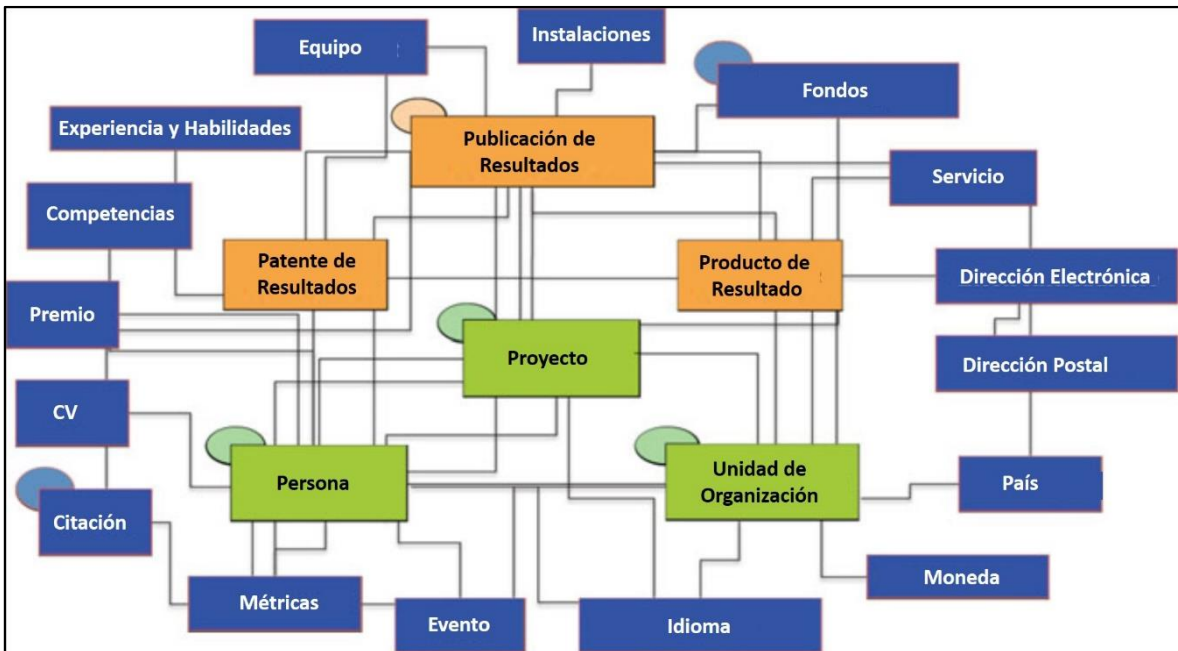 Instalaciones
Equipo
Fondos
Experiencia y Habilidades
Publicación de
Resultados
Servicio
Competencias
Patente de
Resultados
Producto de
Resultado
Dirección Electrónica
Premio
Proyecto
Dirección Postal
CV
Persona
Unidad de
Organización
País
Citación
Moneda
Métricas
Evento
Idioma